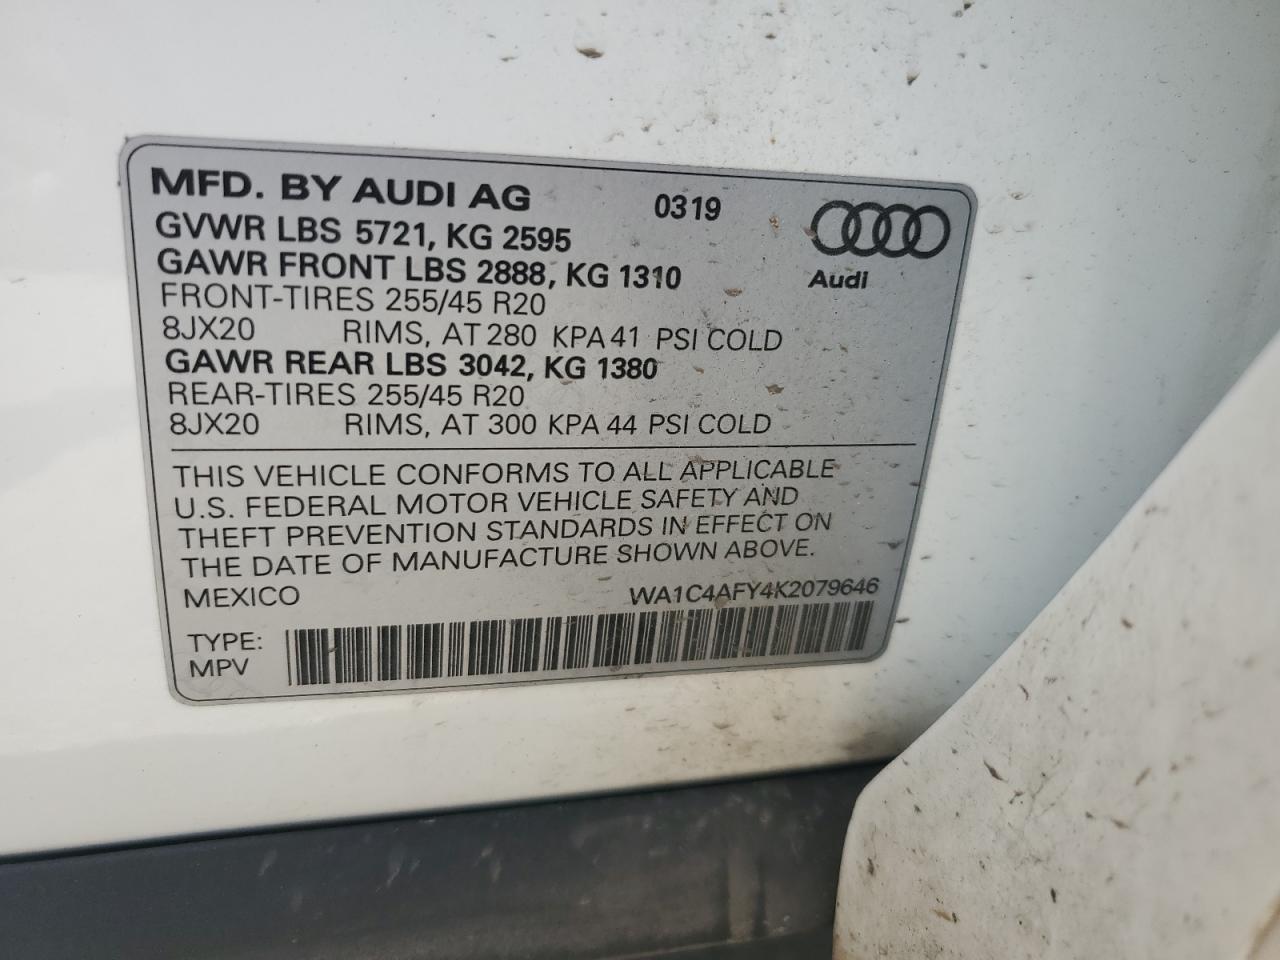 MFD. BY AUDI AG 0319
GVWR LBS 5721, KG 2595
GAWR FRONT LBS 2888, KG 1310
Audi
FRONT-TIRES 255/45 R20
8JX20 RIMS, AT 280 KPA 41 PSI COLD
GAWR REAR LBS 3042, KG 1380
REAR-TIRES 255/45 R20
8JX20 RIMS, AT 300 KPA 44 PSI COLD
THIS VEHICLE CONFORMS TO ALL APPLICABLE
U.S. FEDERAL MOTOR VEHICLE SAFETY AND
THEFT PREVENTION STANDARDS IN EFFECT ON
THE DATE OF MANUFACTURE SHOWN ABOVE.
MEXICO WA1C4AFY4K2079646
TYPE:
MPV